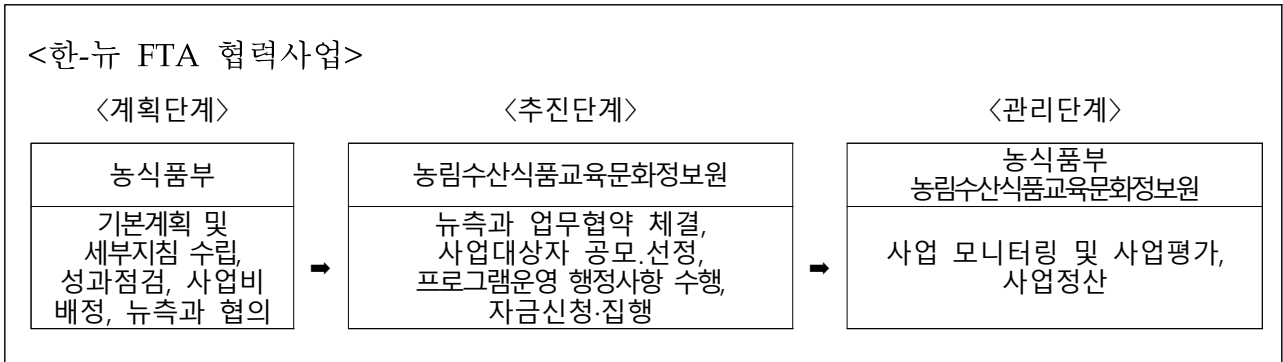 <한-뉴 FTA 협력사업>
〈계획단계〉
농식품부
기본계획 및
세부지침 수립,
성과점검, 사업비
배정, 뉴측과 협의
➡
〈추진단계〉
농림수산식품교육문화정보원
뉴측과 업무협약 체결,
사업대상자 공모.선정,
프로그램운영 행정사항 수행,
자금신청·집행
➡
〈관리단계〉
농식품부
농림수산식품교육문화정보원
사업 모니터링 및 사업평가,
사업정산